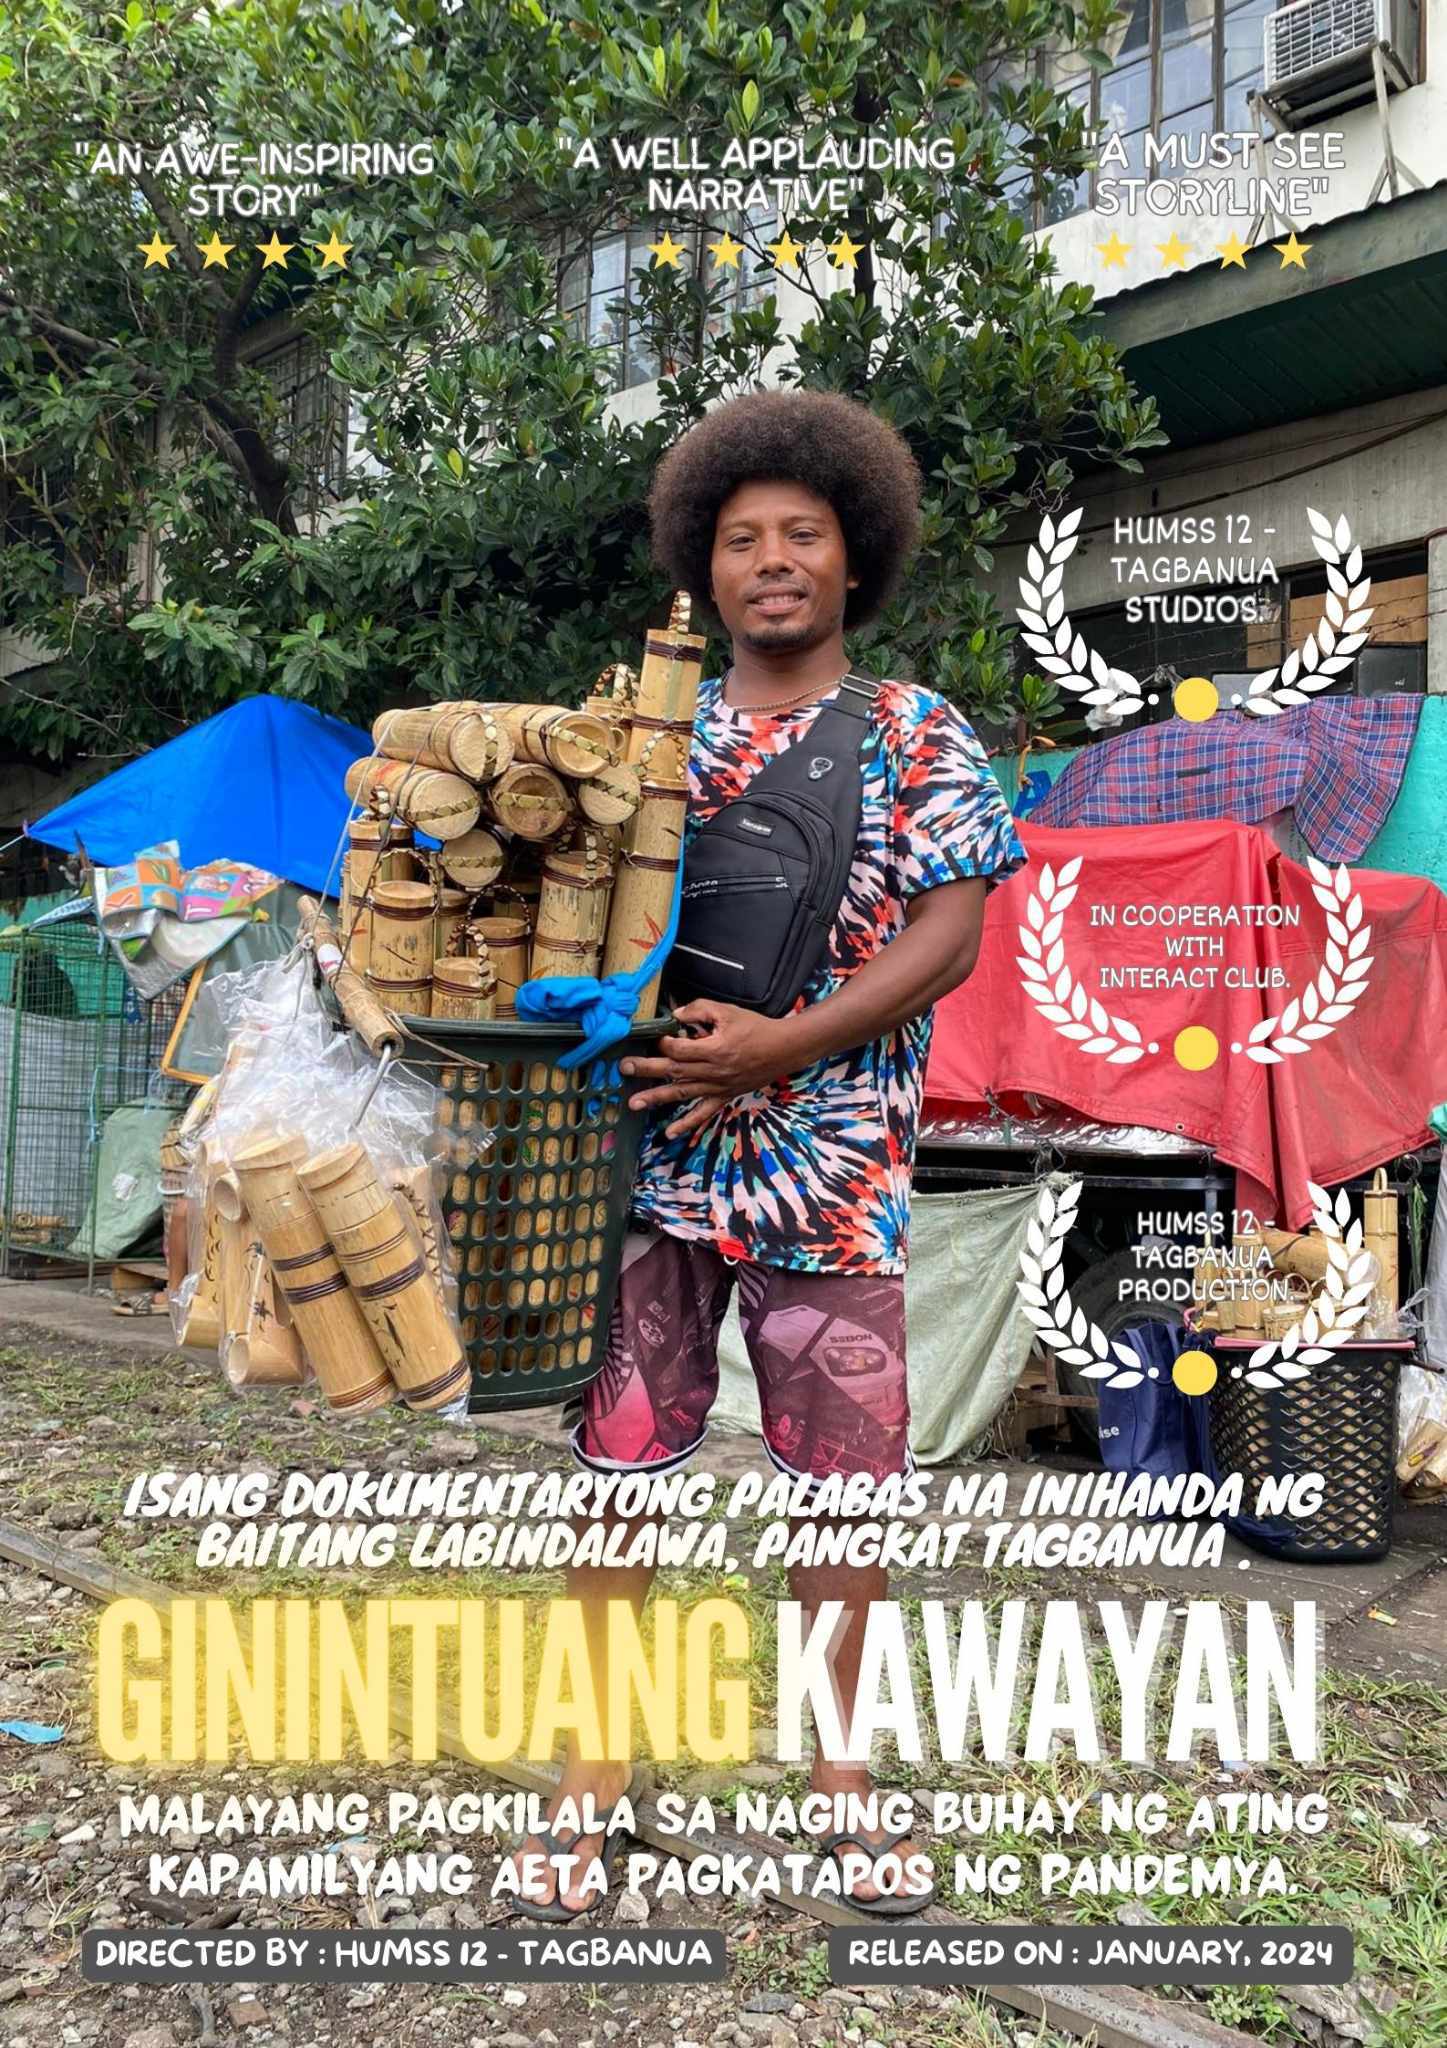 "AN AWE-INSPIRING
STORY"
"A WELL APPLAUDING
NARRATIVE"
"A MUST SEE
STORYLINE"
HUMSS 12 -
TAGBANUA
STUDIOS.
IN COOPERATION
WITH
INTERACT CLUB.
HUMSS 12 -
TAGBANUA
PRODUCTION.
SEBON
ISANG DOKUMENTARYONG PALABAS NA INIHANDA NG
BAITANG LABINDALAWA, PANGKAT TAGBANUA .
GININTUANG KAWAYAN
MALAYANG PAGKILALA SA NAGING BUHAY NG ATING
KAPAMILYANG AETA PAGKATAPOS NG PANDEMYA.
DIRECTED BY : HUMSS 12 - TAGBANUA
RELEASED ON : JANUARY, 2024